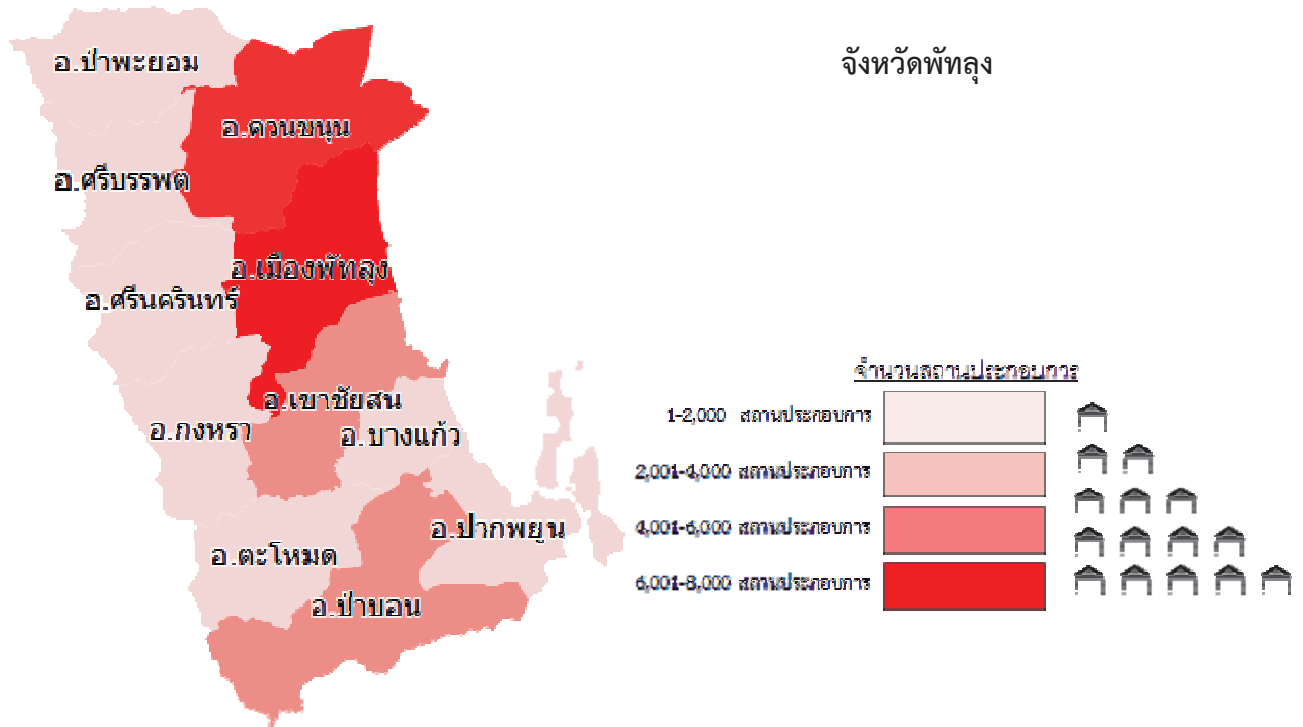 จังหวัดพัทลุง
อ.ป่าพะยอม
อ.ควนขนุน
อ.ศรีบรรพต
อ.เมืองพัทลุง
อ.ศรีนครินทร์
อ.เขาชัยสน
อ.กงหรา
อ.บางแก้ว
อ.ปากพยูน
อ.ตะโหมด
อ.ป่าบอน
จำนวนสถานประกอบการ
1-2,000 สถานประกอบการ
2,001-4,000 สถานประกอบการ
4,001-6,000 สถานประกอบการ
6,001-8,000 สถานประกอบการ